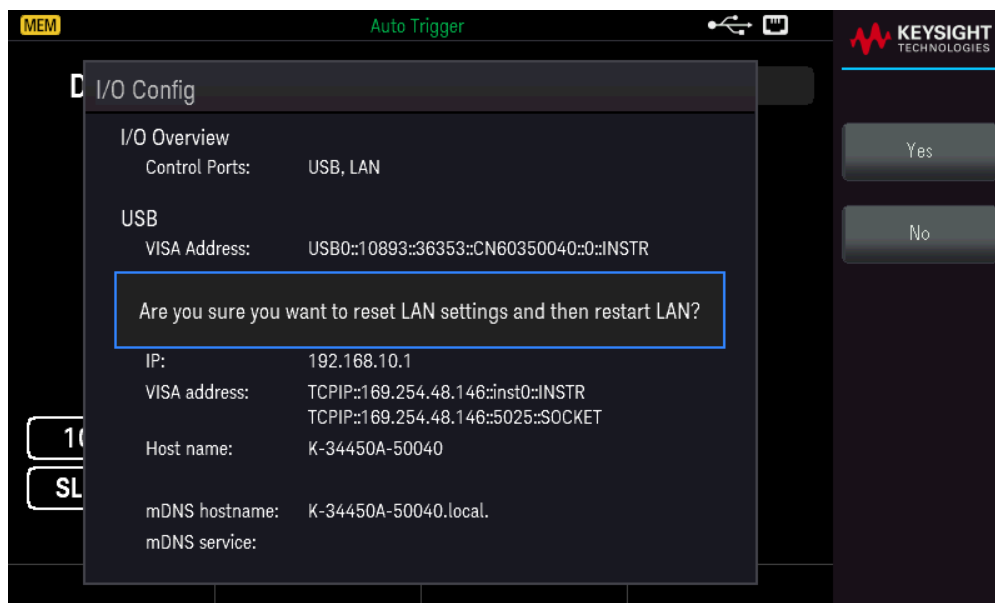 MEM Auto Trigger
KEYSIGHT
TECHNOLOGIES
D
I/O Config
I/O Overview
Control Ports: USB, LAN
Yes
USB
VISA Address: USB0::10893::36353::CN60350040::0::INSTR
No
Are you sure you want to reset LAN settings and then restart LAN?
IP: 192.168.10.1
VISA address: TCPIP::169.254.48.146::inst0::INSTR
TCPIP::169.254.48.146::5025::SOCKET
10
Host name: K-34450A-50040
SL
mDNS hostname: K-34450A-50040.local.
mDNS service: